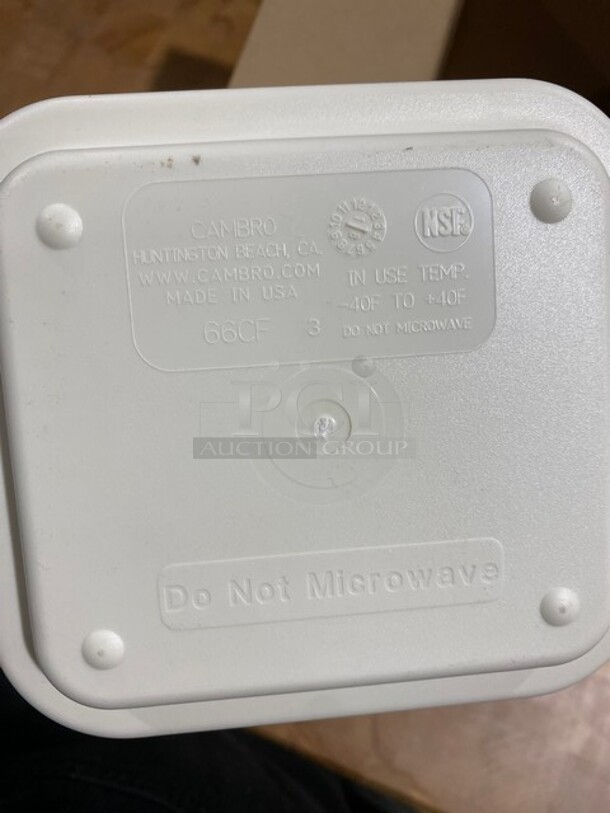 CAMBRO
HUNTINGTON BEACH, CA.
WWW.CAMBRO.COM
MADE IN USA
66CF 3
NSF
IN USE TEMP.
-40F TO +40F
DO NOT MICROWAVE
PCI
AUCTION GROUP
Do Not Microwave